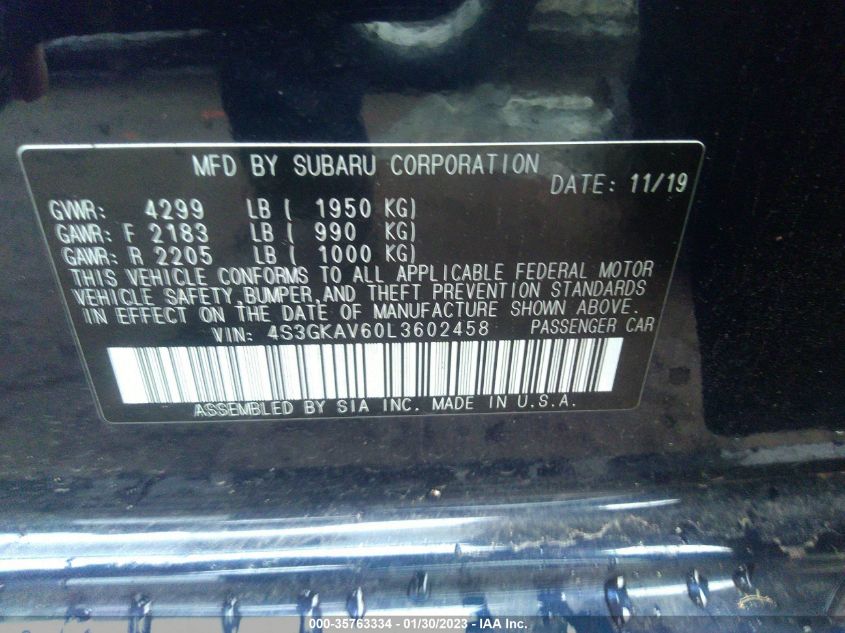 MFD BY SUBARU CORPORATION
DATE: 11/19
GVWR: 4299 LB ( 1950 KG)
GAWR: F 2183 LB ( 990 KG)
GAWR: R 2205 LB ( 1000 KG)
THIS VEHICLE CONFORMS TO ALL APPLICABLE FEDERAL MOTOR
VEHICLE SAFETY,BUMPER,AND THEFT PREVENTION STANDARDS
IN EFFECT ON THE DATE OF MANUFACTURE SHOWN ABOVE.
VIN: 4S3GKAV60L3602458 PASSENGER CAR
ASSEMBLED BY SIA INC. MADE IN U.S.A.
000-35763334 - 01/30/2023 - IAA Inc.